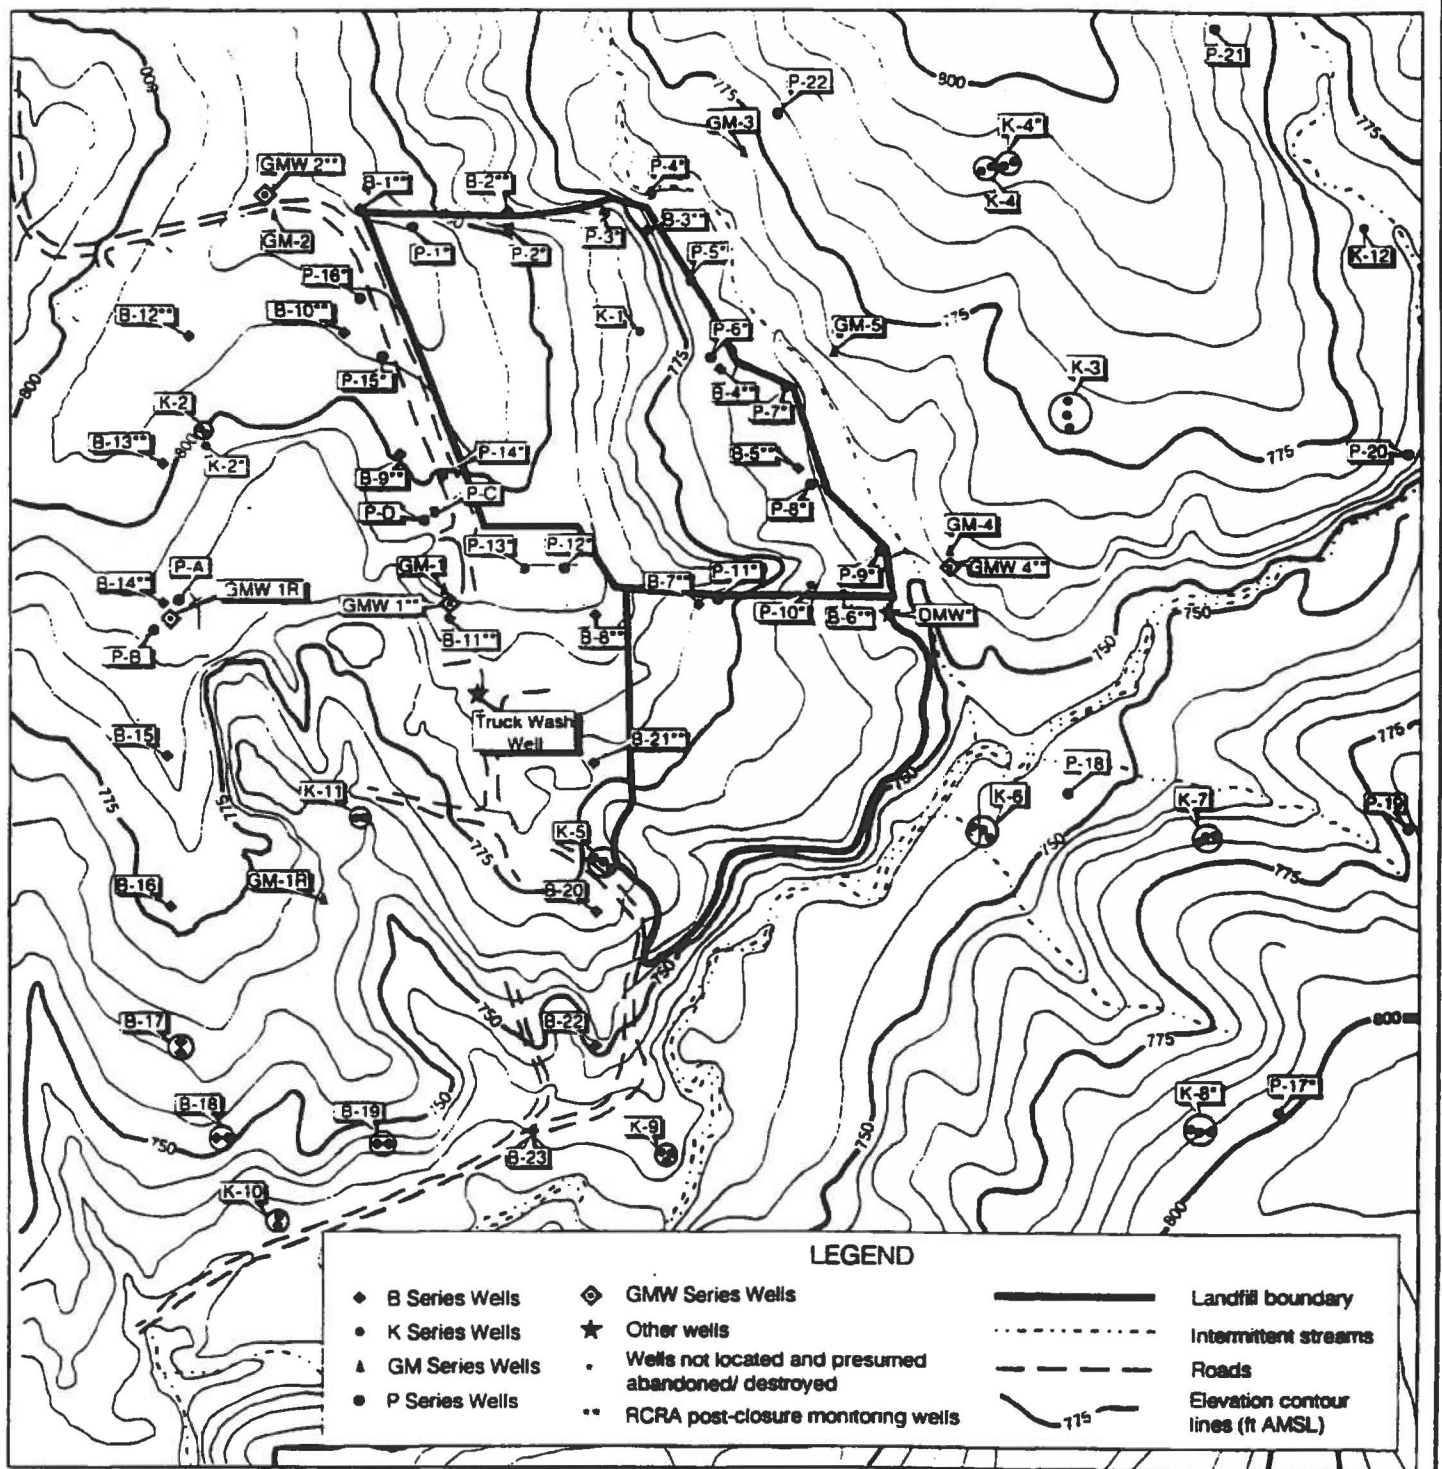 P-21
800
800
P-22
775
GM-3
K-4*
775
GMW 2**
B-1**
B-2**
P-4*
K-4
B-3**
GM-2
P-1*
P-2*
P-3*
P-5*
K-12
P-16*
B-12**
B-10**
K-1
P-6*
GM-5
775
775
K-3
P-15*
B-4**
800
P-7*
K-2
B-13**
800
K-2*
P-14*
B-5**
775
P-20
B-9**
P-C
P-D
P-8*
GM-4
P-13*
P-12*
GM-1
B-14**
P-A
GMW 1R
B-7**
P-11*
P-9*
GMW 4**
GMW 1**
P-10*
B-6**
DMW*
750
P-B
B-11**
B-8**
Truck Wash
Well
B-15
B-21**
775
K-11
775
775
P-18
K-6
K-7
P-19
K-5
775
750
775
B-16
GM-1R
B-20
750
750
B-17
B-22
800
775
B-18
B-19
750
K-8*
P-17*
750
K-9
750
B-23
K-10
800
LEGEND
B Series Wells
K Series Wells
GM Series Wells
P Series Wells
GMW Series Wells
Other wells
* Wells not located and presumed
abandoned/ destroyed
** RCRA post-closure monitoring wells
Landfill boundary
Intermittent streams
Roads
775
Elevation contour
lines (ft AMSL)